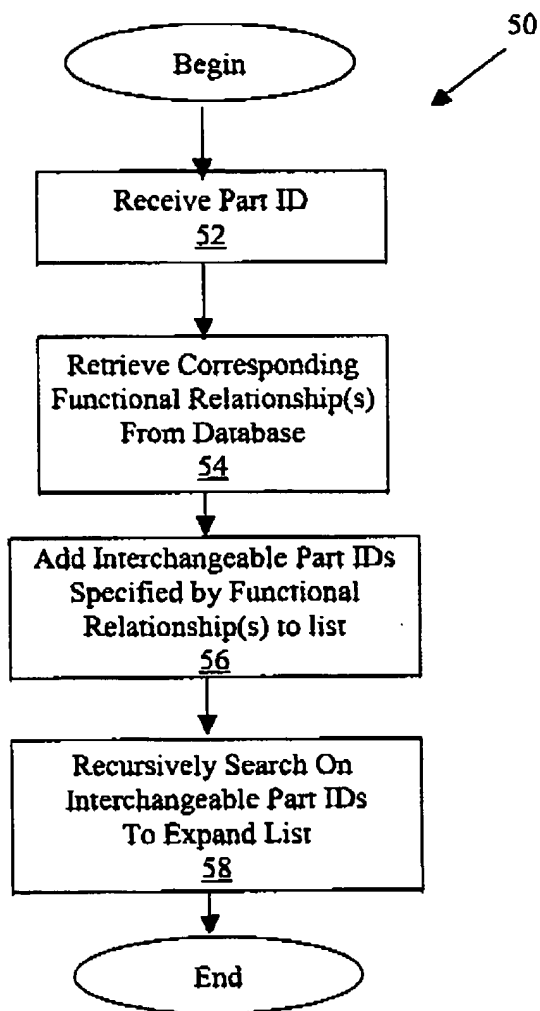 50
Begin
Receive Part ID
52
Retrieve Corresponding
Functional Relationship(s)
From Database
54
Add Interchangeable Part IDs
Specified by Functional
Relationship(s) to list
56
Recursively Search On
Interchangeable Part IDs
To Expand List
58
End